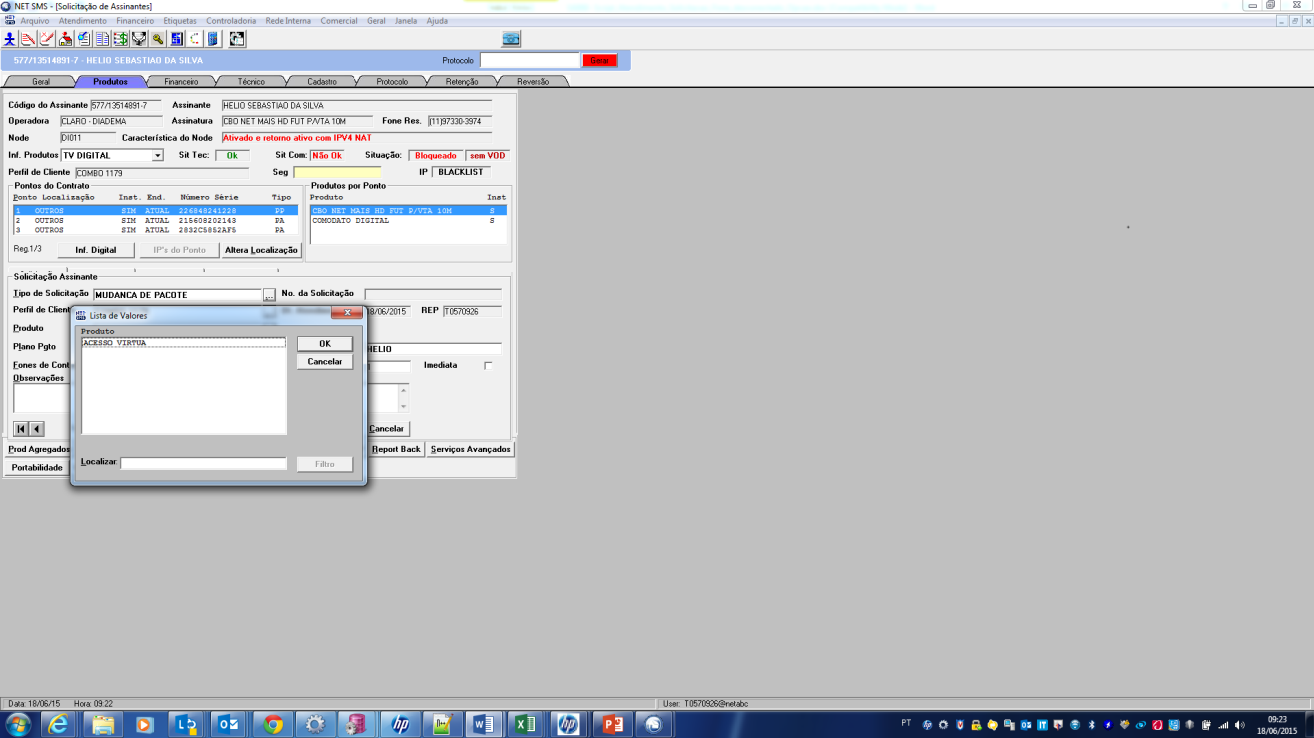 NET SMS - [Solicitação de Assinantes]
Arquivo Atendimento Financeiro Etiquetas Controladoria Rede Interna Comercial Geral Janela Ajuda
577/13514891-7 - HELIO SEBASTIAO DA SILVA Protocolo Gerar
Geral Produtos Financeiro Técnico Cadastro Protocolo Retenção Reversão
Código do Assinante 577/13514891-7 Assinante HELIO SEBASTIAO DA SILVA
Operadora CLARO - DIADEMA Assinatura CBO NET MAIS HD FUT P/VTA 10M Fone Res. (11)97330-3974
Node DI011 Característica do Node Ativado e retorno ativo com IPV4 NAT
Inf. Produtos TV DIGITAL Sit Tec: Ok Sit Com: Não Ok Situação: Bloqueado sem VOD
Perfil de Cliente COMBO 1179 Seg IP BLACKLIST
Pontos do Contrato Produtos por Ponto
Ponto Localização Inst. End. Número Série Tipo Produto Inst
1 OUTROS SIM ATUAL 226848241228 PP CBO NET MAIS HD FUT P/VTA 10M S
2 OUTROS SIM ATUAL 215608202143 PA COMODATO DIGITAL S
3 OUTROS SIM ATUAL 2832C5852AF5 PA
Reg.1/3 Inf. Digital IP's do Ponto Altera Localização
Solicitação Assinante
Tipo de Solicitação MUDANCA DE PACOTE ... No. da Solicitação
Perfil de Client 18/06/2015 REP T0570926
Lista de Valores
Produto
Produto
ACESSO VIRTUA
OK
Plano Pgto HELIO
Cancelar
Fones de Cont Imediata
Observações
Cancelar
Prod Agregados Report Back Serviços Avançados
Localizar Filtro
Portabilidade
Data: 18/06/15 Hora: 09:22 User: T0570926@netabc
PT 09:23
18/06/2015